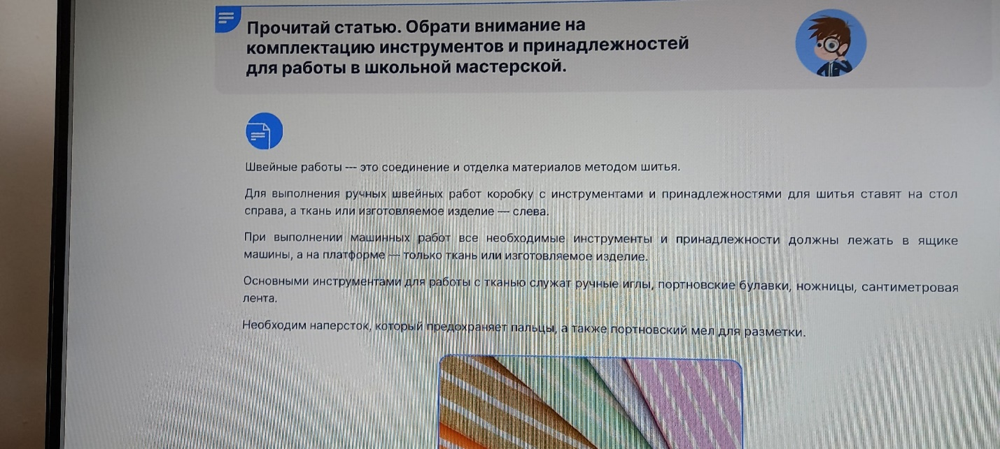 Прочитай статью. Обрати внимание на
комплектацию инструментов и принадлежностей
для работы в школьной мастерской.
Швейные работы — это соединение и отделка материалов методом шитья.
Для выполнения ручных швейных работ коробку с инструментами и принадлежностями для шитья ставят на стол
справа, а ткань или изготовляемое изделие — слева.
При выполнении машинных работ все необходимые инструменты и принадлежности должны лежать в ящике
машины, а на платформе — только ткань или изготовляемое изделие.
Основными инструментами для работы с тканью служат ручные иглы, портновские булавки, ножницы, сантиметровая
лента.
Необходим наперсток, который предохраняет пальцы, а также портновский мел для разметки.